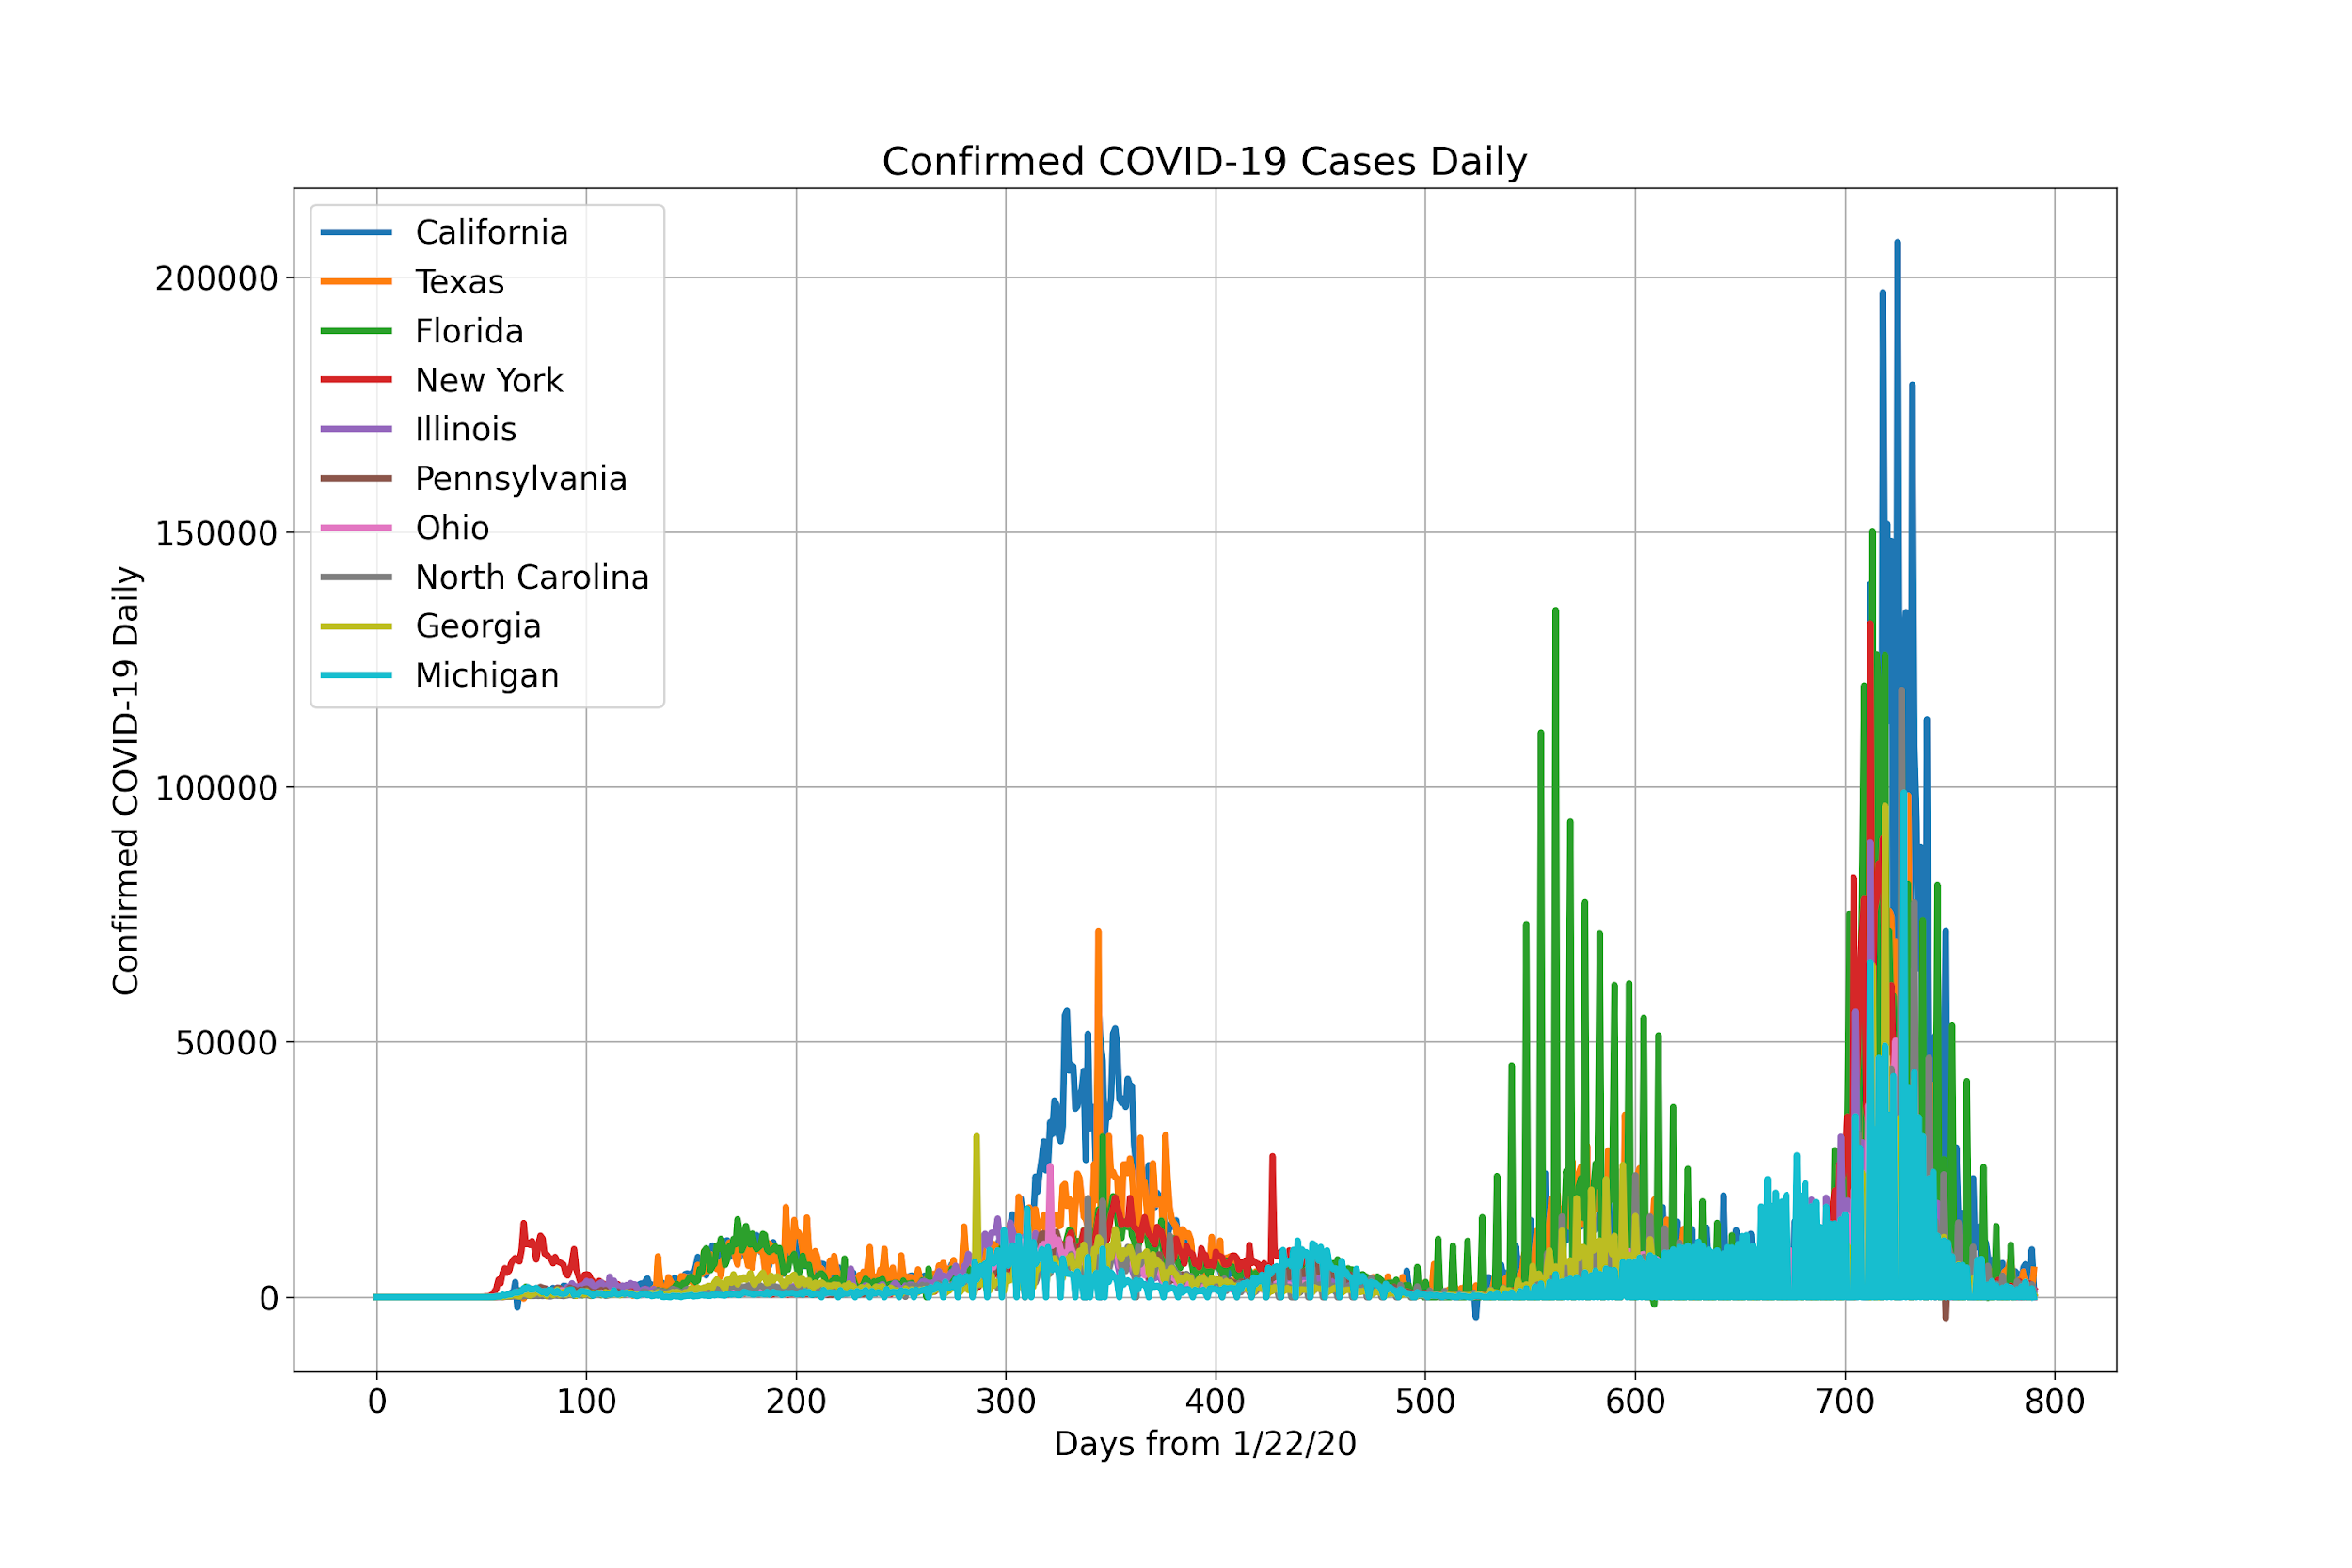 Confirmed COVID-19 Cases Daily
California
Texas
Florida
New York
Illinois
Pennsylvania
Ohio
North Carolina
Georgia
Michigan
Confirmed COVID-19 Daily
200000
150000
100000
50000
0
0 100 200 300 400 500 600 700 800
Days from 1/22/20